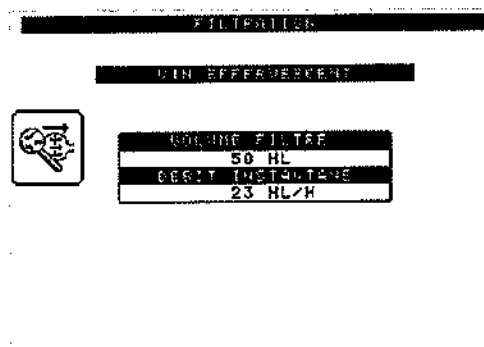 FILTRATION
VIN EFFERVESCENT
VOLUME FILTRE
50 HL
DEBIT INSTANTANE
23 HL/H